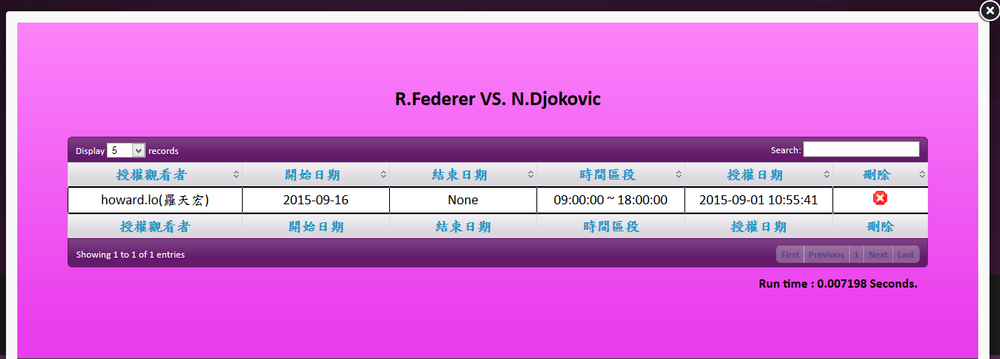 R.Federer VS. N.Djokovic
Display 5 records Search:
授權觀看者 開始日期 結束日期 時間區段 授權日期 刪除
howard.lo(羅天宏) 2015-09-16 None 09:00:00 ~ 18:00:00 2015-09-01 10:55:41
授權觀看者 開始日期 結束日期 時間區段 授權日期 刪除
Showing 1 to 1 of 1 entries First Previous 1 Next Last
Run time : 0.007198 Seconds.